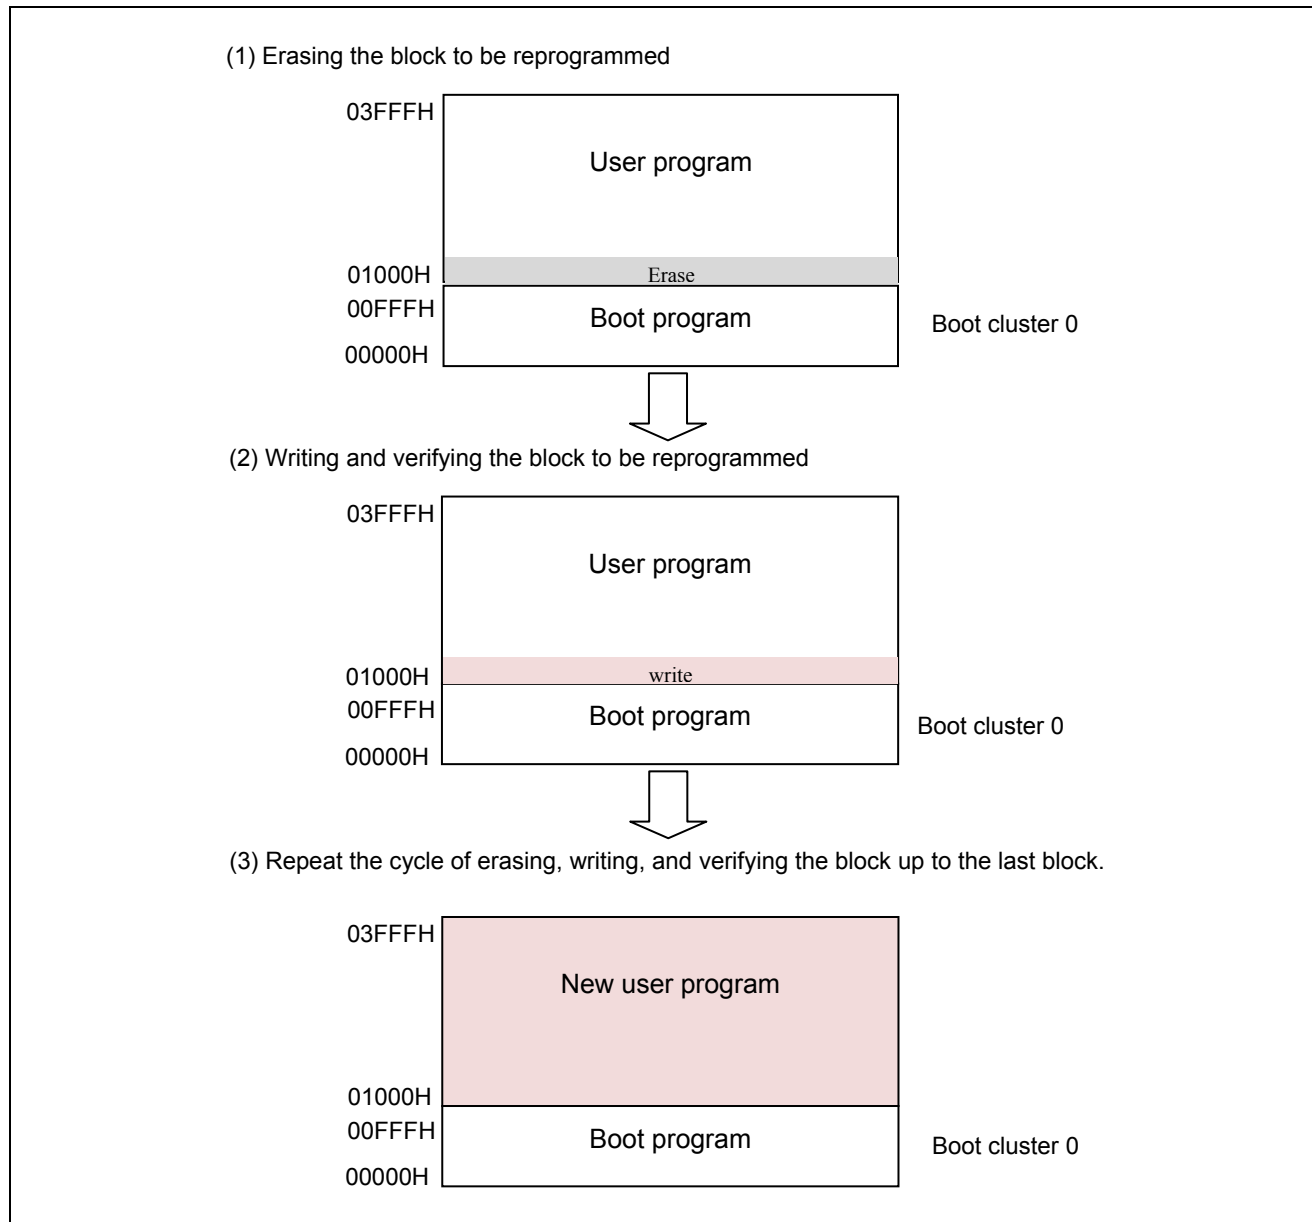 (1) Erasing the block to be reprogrammed
03FFFH
User program
01000H
Erase
00FFFH
Boot program
Boot cluster 0
00000H
(2) Writing and verifying the block to be reprogrammed
03FFFH
User program
01000H
write
00FFFH
Boot program
Boot cluster 0
00000H
(3) Repeat the cycle of erasing, writing, and verifying the block up to the last block.
03FFFH
New user program
01000H
00FFFH
Boot program
Boot cluster 0
00000H